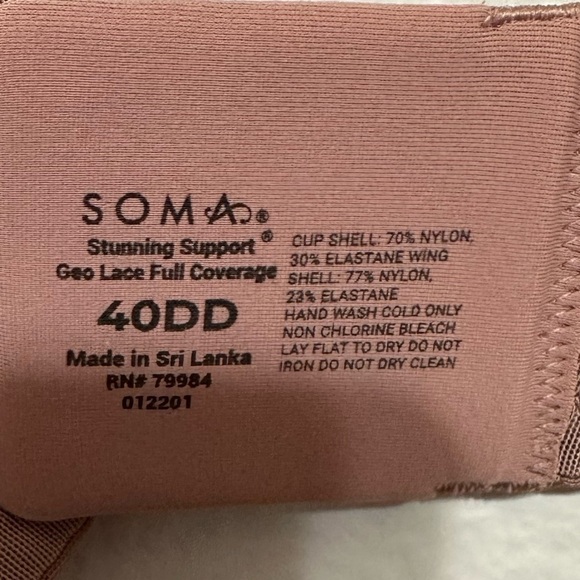 SOMA®
Stunning Support®
Geo Lace Full Coverage
40DD
Made in Sri Lanka
RN# 79984
012201
CUP SHELL: 70% NYLON,
30% ELASTANE WING
SHELL: 77% NYLON,
23% ELASTANE
HAND WASH COLD ONLY
NON CHLORINE BLEACH
LAY FLAT TO DRY DO NOT
IRON DO NOT DRY CLEAN